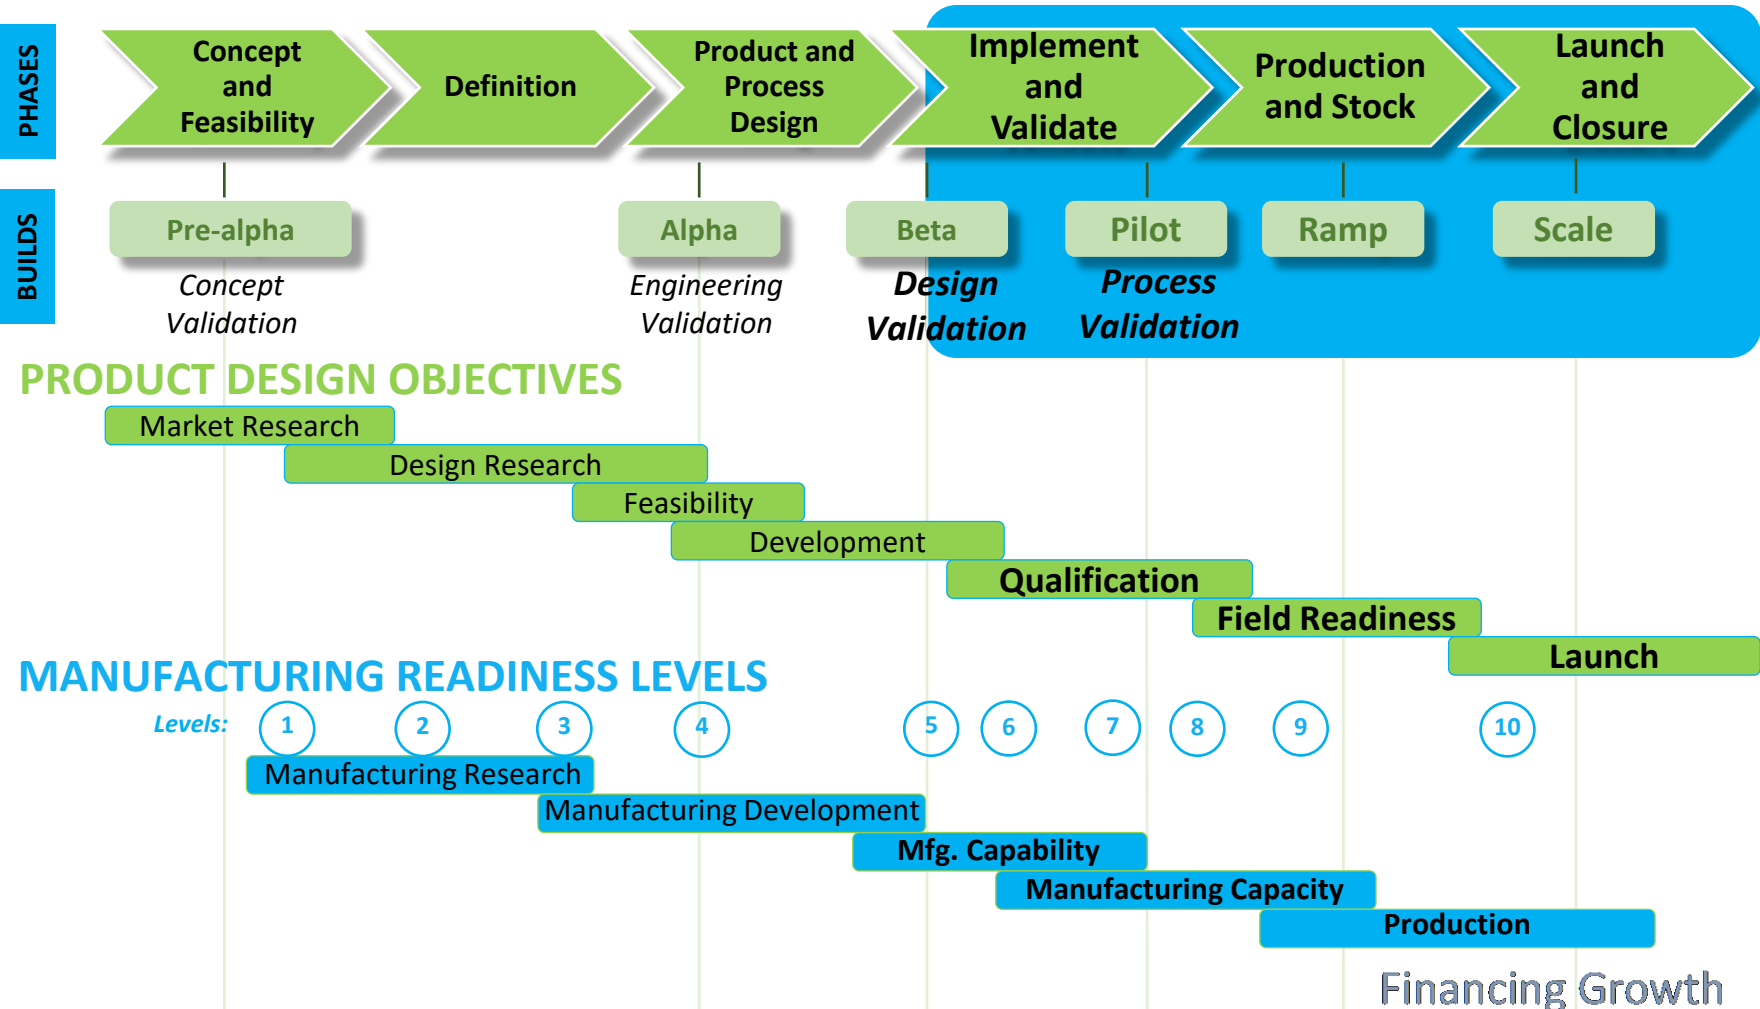 PHASES
Concept
and
Feasibility
Definition
Product and
Process
Design
Implement
and
Validate
Production
and Stock
Launch
and
Closure
BUILDS
Pre-alpha
Alpha
Beta
Pilot
Ramp
Scale
Concept
Validation
Engineering
Validation
Design
Validation
Process
Validation
PRODUCT DESIGN OBJECTIVES
Market Research
Design Research
Feasibility
Development
Qualification
Field Readiness
Launch
MANUFACTURING READINESS LEVELS
Levels: 1 2 3 4 5 6 7 8 9 10
Manufacturing Research
Manufacturing Development
Mfg. Capability
Manufacturing Capacity
Production
Financing Growth